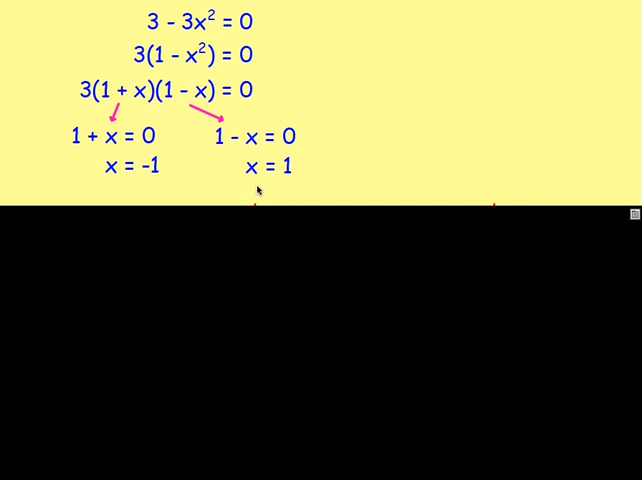 3 - 3x² = 0
3(1 - x²) = 0
3(1 + x)(1 - x) = 0
1 + x = 0 1 - x = 0
x = -1 x = 1